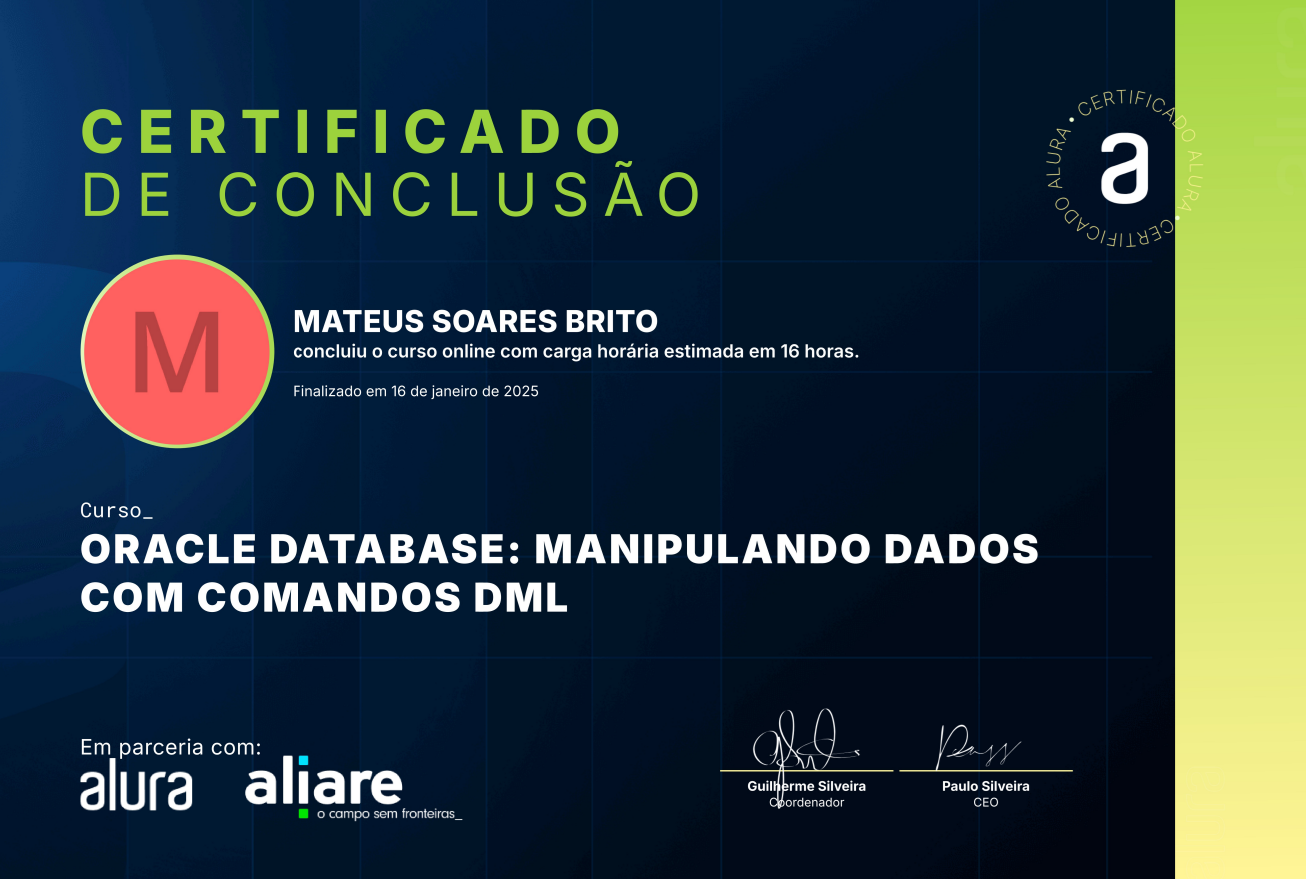 CERTIFICADO
DE CONCLUSÃO
CERTIFICADO ALURA • CERTIFICADO ALURA •
a
M
MATEUS SOARES BRITO
concluiu o curso online com carga horária estimada em 16 horas.
Finalizado em 16 de janeiro de 2025
Curso_
ORACLE DATABASE: MANIPULANDO DADOS
COM COMANDOS DML
Em parceria com:
alura
aliare
o campo sem fronteiras_
Guilherme Silveira
Coordenador
Paulo Silveira
CEO